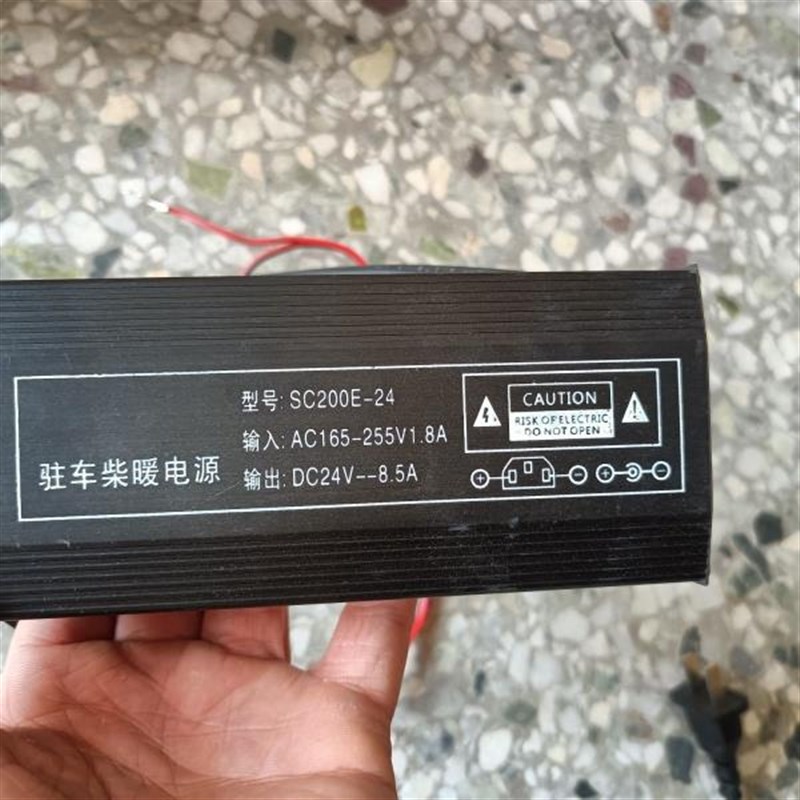 驻车柴暖电源
型号: SC200E-24
输入: AC165-255V1.8A
输出: DC24V--8.5A
CAUTION
RISK OF ELECTRIC
DO NOT OPEN